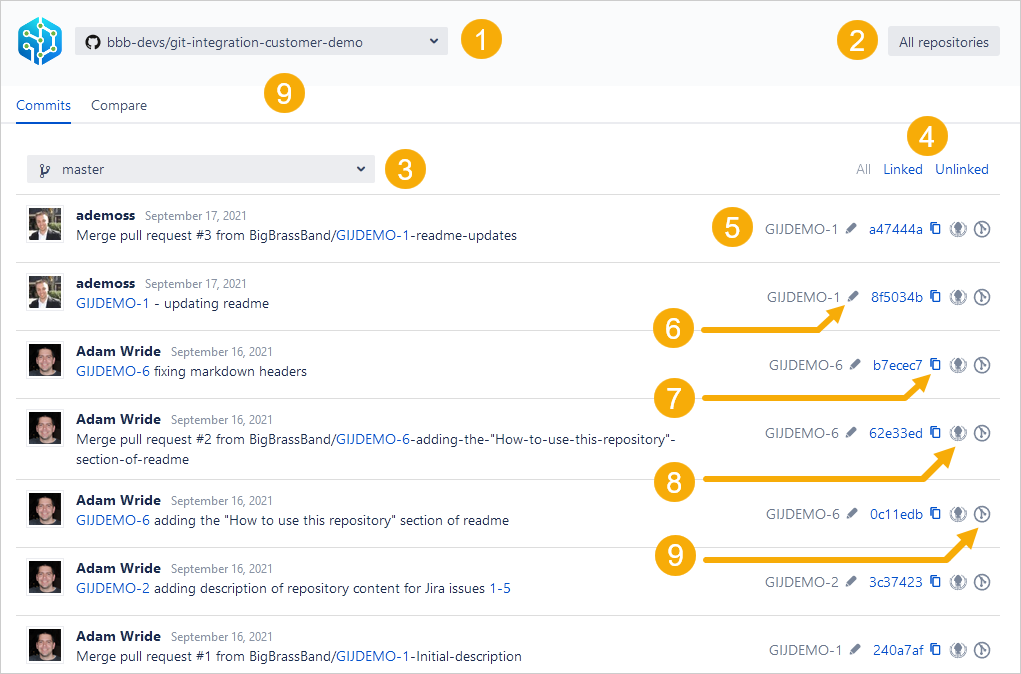 bbb-devs/git-integration-customer-demo
1
2
All repositories
9
Commits
Compare
4
master
3
All
Linked
Unlinked
ademoss September 17, 2021
Merge pull request #3 from BigBrassBand/GIJDEMO-1-readme-updates
5
GIJDEMO-1
a47444a
ademoss September 17, 2021
GIJDEMO-1 - updating readme
GIJDEMO-1
8f5034b
6
Adam Wride September 16, 2021
GIJDEMO-6 fixing markdown headers
GIJDEMO-6
b7ecec7
7
Adam Wride September 16, 2021
Merge pull request #2 from BigBrassBand/GIJDEMO-6-adding-the-"How-to-use-this-repository"-
section-of-readme
GIJDEMO-6
62e33ed
8
Adam Wride September 16, 2021
GIJDEMO-6 adding the "How to use this repository" section of readme
GIJDEMO-6
0c11edb
9
Adam Wride September 16, 2021
GIJDEMO-2 adding description of repository content for Jira issues 1-5
GIJDEMO-2
3c37423
Adam Wride September 16, 2021
Merge pull request #1 from BigBrassBand/GIJDEMO-1-Initial-description
GIJDEMO-1
240a7af